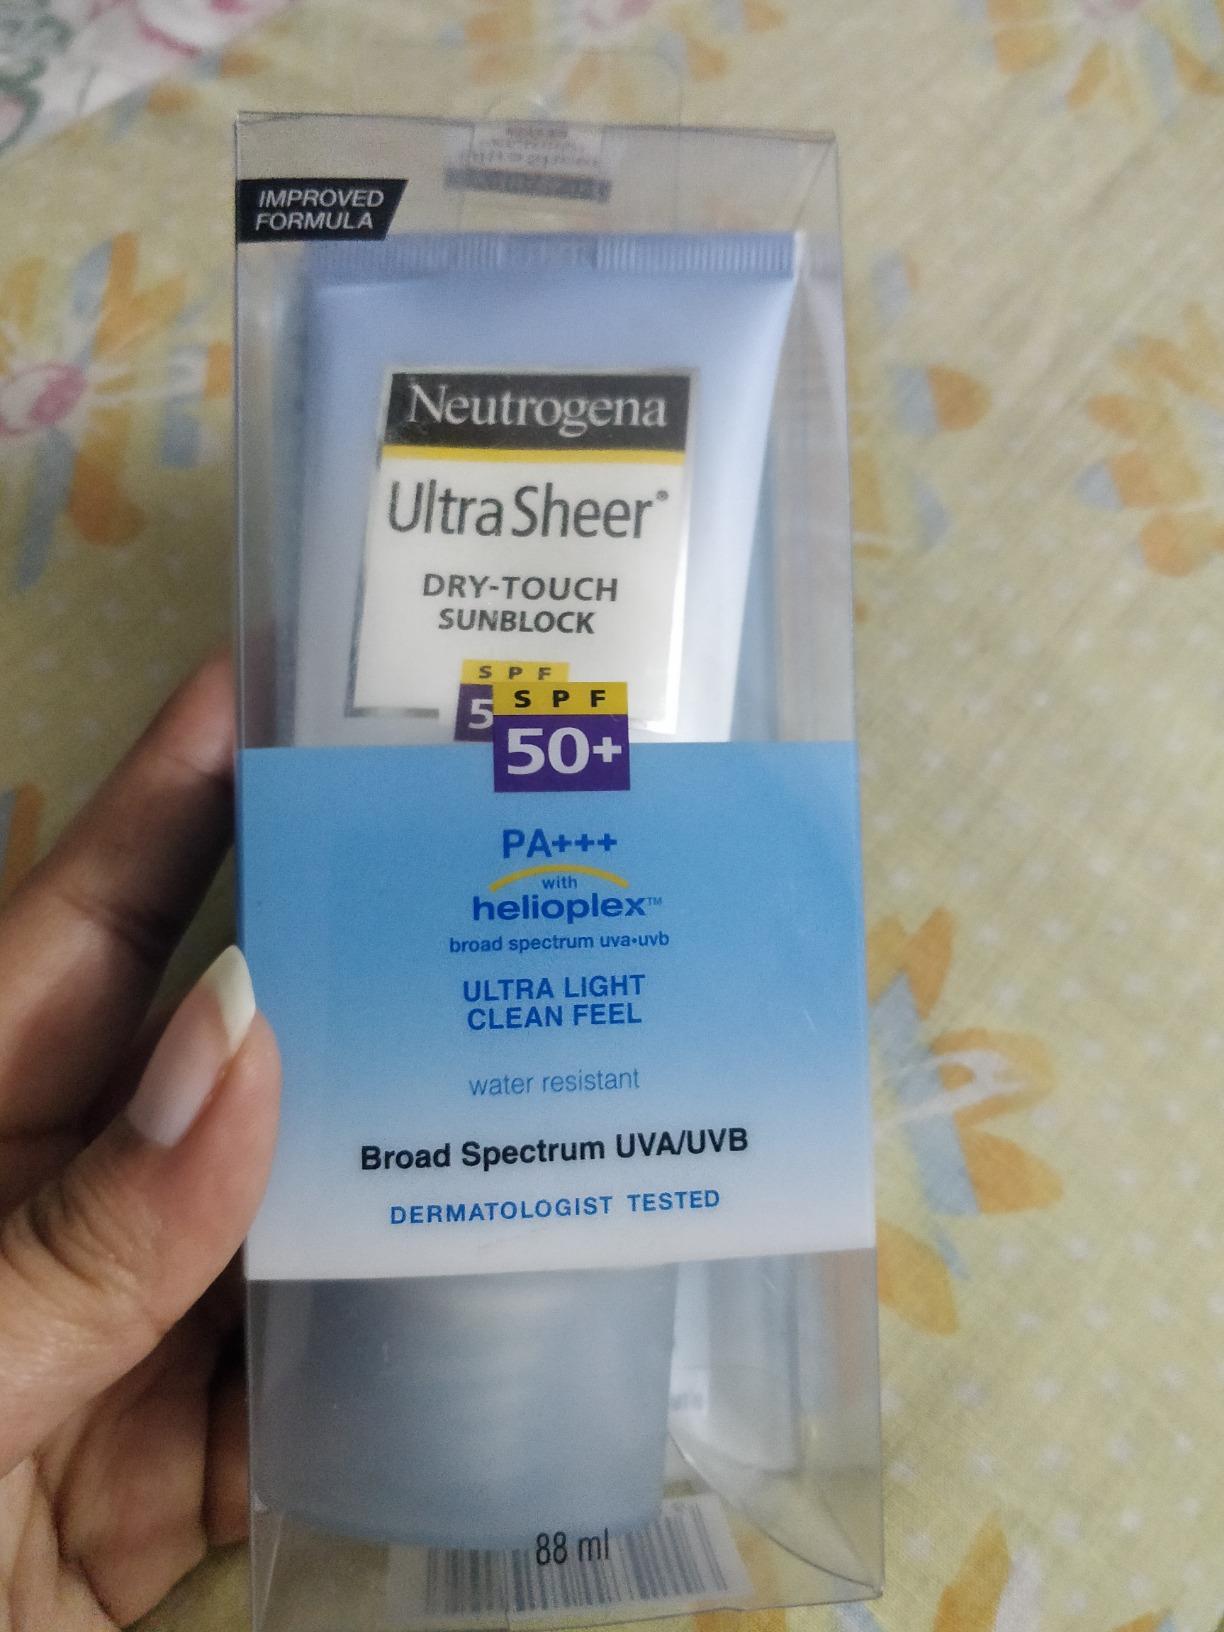 IMPROVED
FORMULA
Neutrogena
Ultra Sheer®
DRY-TOUCH
SUNBLOCK
SPF
5
SPF
50+
PA+++
with
helioplex™
broad spectrum uva•uvb
ULTRA LIGHT
CLEAN FEEL
water resistant
Broad Spectrum UVA/UVB
DERMATOLOGIST TESTED
88 ml